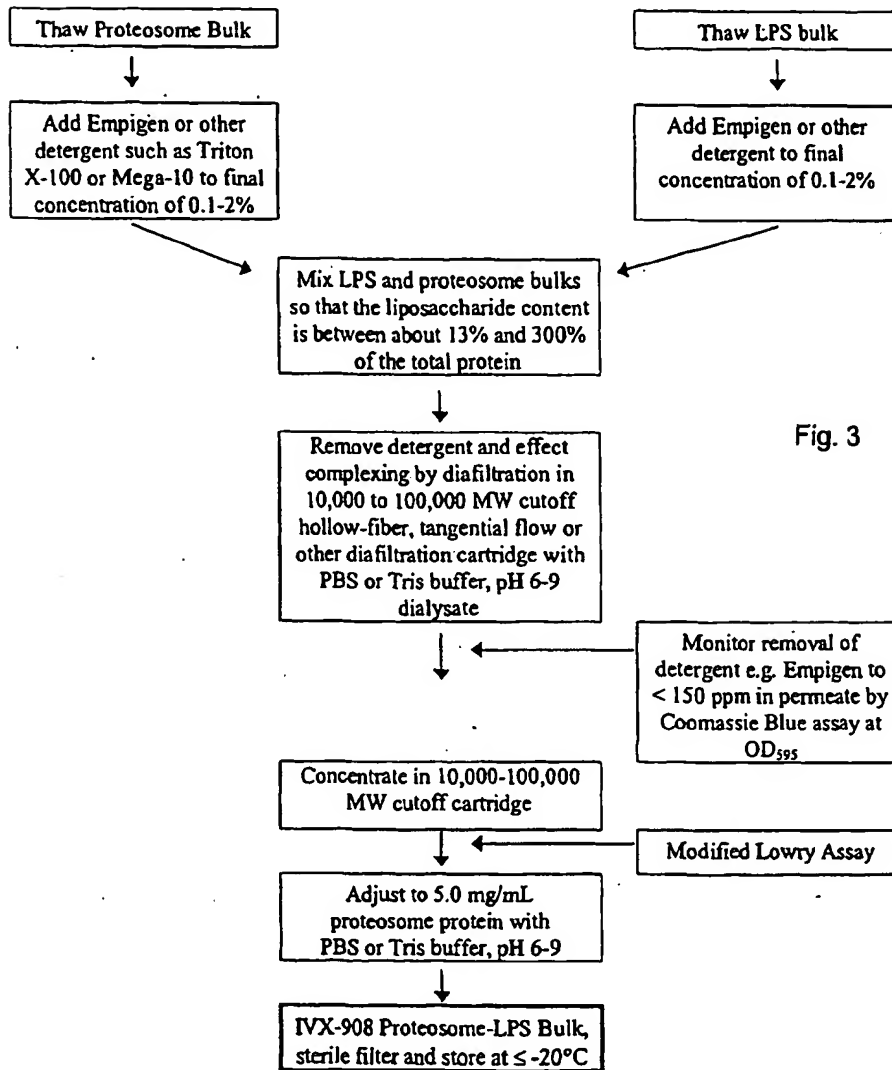 Thaw Proteosome Bulk
Thaw LPS bulk
Add Empigen or other
detergent such as Triton
X-100 or Mega-10 to final
concentration of 0.1-2%
Add Empigen or other
detergent to final
concentration of 0.1-2%
Mix LPS and proteosome bulks
so that the liposaccharide content
is between about 13% and 300%
of the total protein
Fig. 3
Remove detergent and effect
complexing by diafiltration in
10,000 to 100,000 MW cutoff
hollow-fiber, tangential flow or
other diafiltration cartridge with
PBS or Tris buffer, pH 6-9
dialysate
Monitor removal of
detergent e.g. Empigen to
< 150 ppm in permeate by
Coomassie Blue assay at
OD₅₉₅
Concentrate in 10,000-100,000
MW cutoff cartridge
Modified Lowry Assay
Adjust to 5.0 mg/mL
proteosome protein with
PBS or Tris buffer, pH 6-9
IVX-908 Proteosome-LPS Bulk,
sterile filter and store at ≤ -20°C